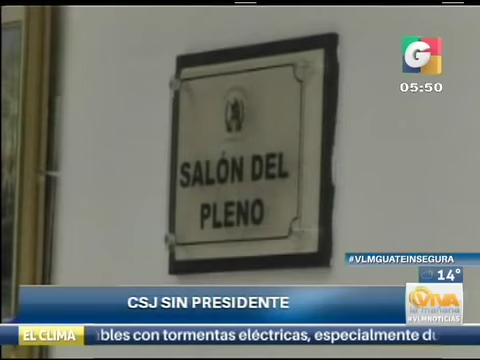 G
05:50
SALÓN DEL
PLENO
#VLMGUATEINSEGURA
14°
CSJ SIN PRESIDENTE
VIVA
la mañana
#VLMNOTICIAS
EL CLIMA
bles con tormentas eléctricas, especialmente d